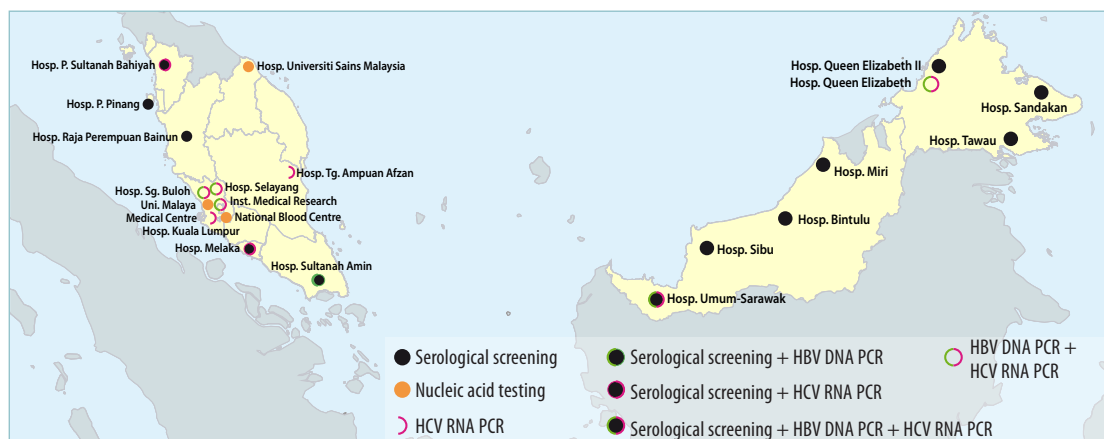 Hosp. P. Sultanah Bahiyah
Hosp. Universiti Sains Malaysia
Hosp. P. Pinang
Hosp. Raja Perempuan Bainun
Hosp. Tg. Ampuan Afzan
Hosp. Sg. Buloh
Hosp. Selayang
Uni. Malaya
Medical Centre
Inst. Medical Research
National Blood Centre
Hosp. Kuala Lumpur
Hosp. Melaka
Hosp. Sultanah Amin
Hosp. Queen Elizabeth II
Hosp. Queen Elizabeth
Hosp. Sandakan
Hosp. Tawau
Hosp. Miri
Hosp. Bintulu
Hosp. Sibu
Hosp. Umum-Sarawak
Serological screening
Nucleic acid testing
HCV RNA PCR
Serological screening + HBV DNA PCR
Serological screening + HCV RNA PCR
Serological screening + HBV DNA PCR + HCV RNA PCR
HBV DNA PCR +
HCV RNA PCR